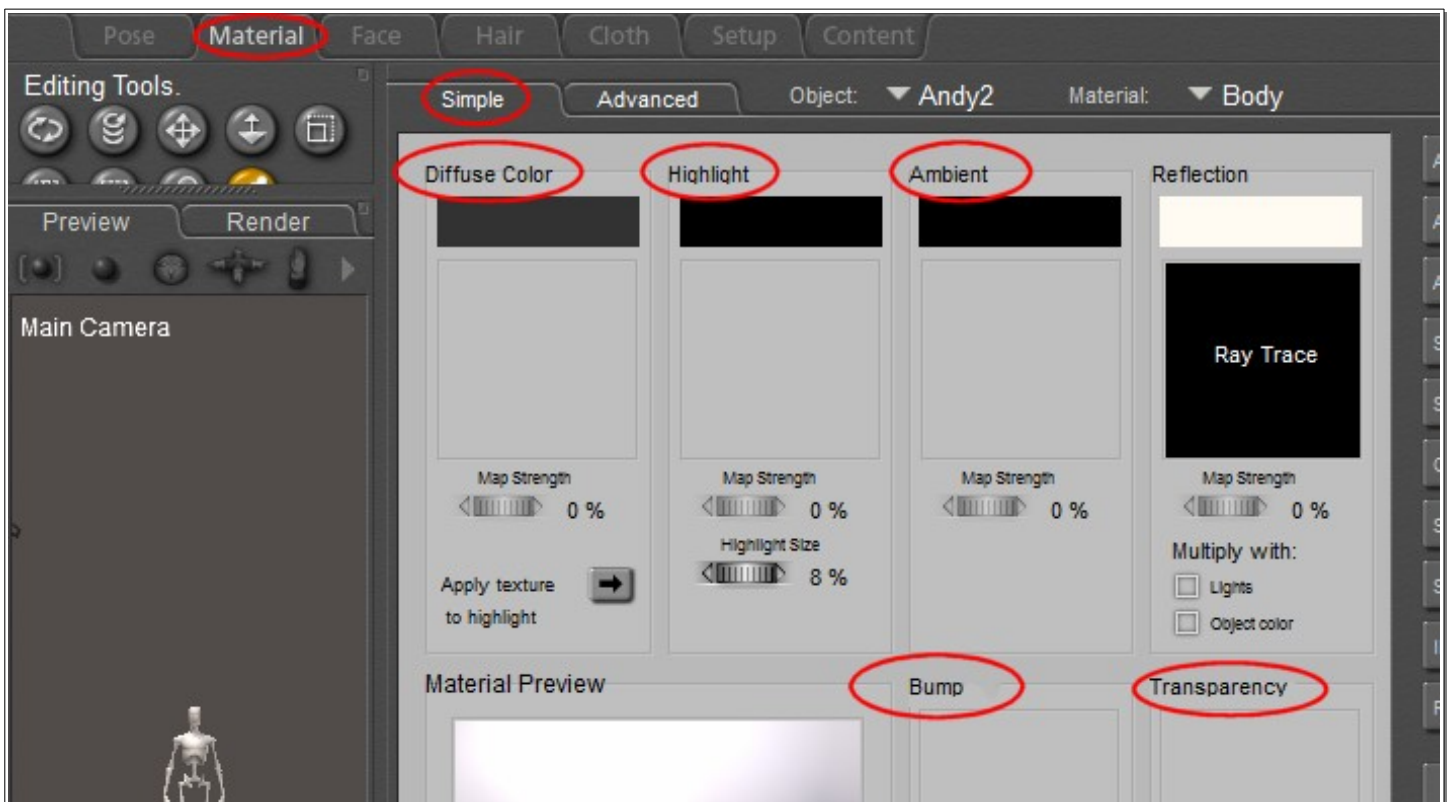 Pose Material Face Hair Cloth Setup Content
Editing Tools.
Simple Advanced Object: Andy2 Material: Body
Diffuse Color Highlight Ambient Reflection
Preview Render
Main Camera
Ray Trace
Map Strength Map Strength Map Strength Map Strength
0 % 0 % 0 % 0 %
Highlight Size
8 %
Multiply with:
Apply texture
to highlight
Lights
Object color
Material Preview Bump Transparency